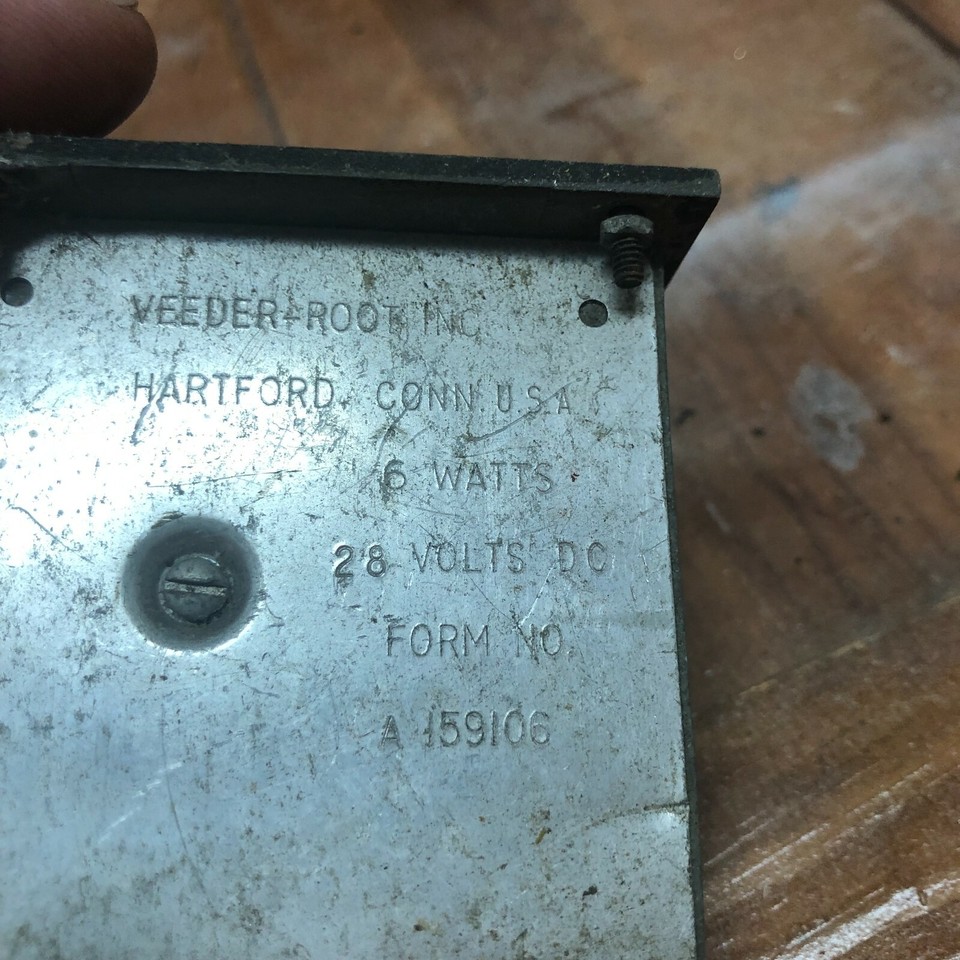 VEEDER-ROOT INC
HARTFORD, CONN. U.S.A
6 WATTS
28 VOLTS DC
FORM NO.
A 159106